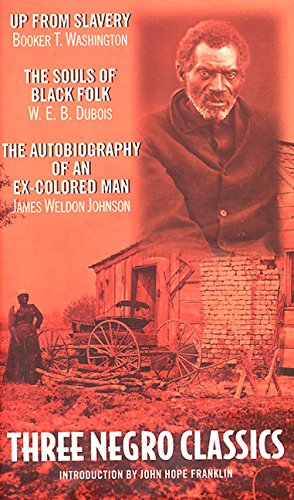 UP FROM SLAVERY
BOOKER T. WASHINGTON
THE SOULS OF
BLACK FOLK
W. E. B. DUBOIS
THE AUTOBIOGRAPHY
OF AN
EX-COLORED MAN
JAMES WELDON JOHNSON
THREE NEGRO CLASSICS
INTRODUCTION BY JOHN HOPE FRANKLIN